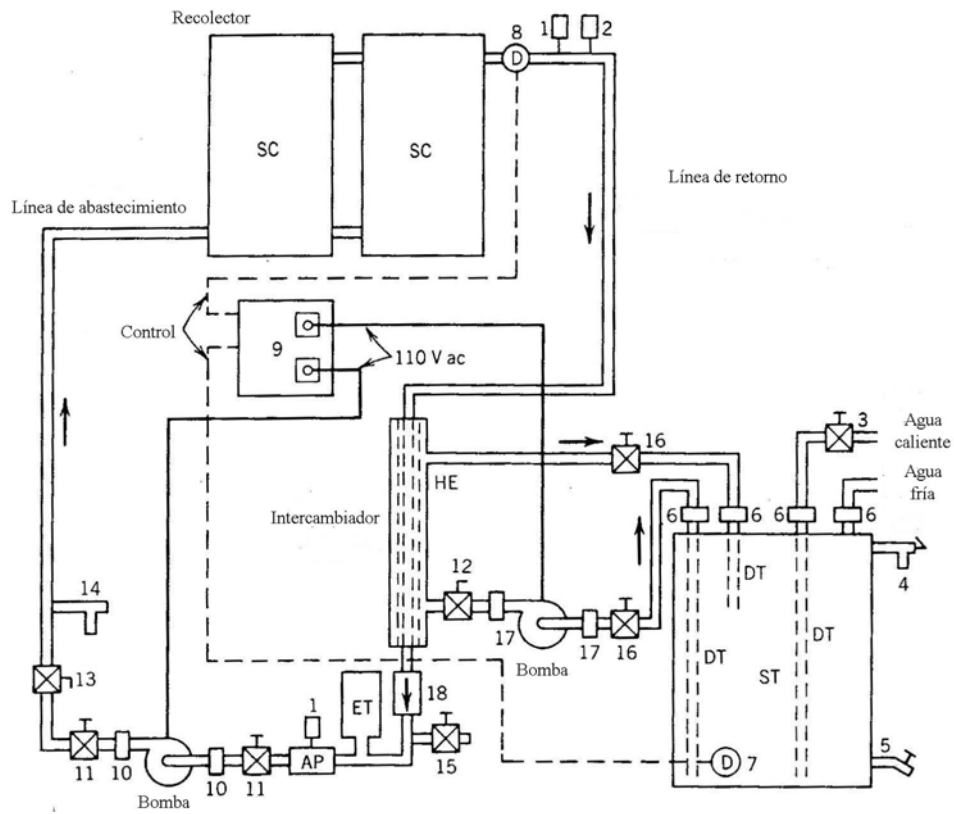 Recolector
8
1
2
D
SC
SC
Línea de retorno
Línea de abastecimiento
Control
9
110 V ac
3
Agua
caliente
16
HE
Agua
fría
Intercambiador
6
6
6
6
4
14
12
DT
17
17
16
DT
DT
Bomba
ST
13
ET
18
1
5
D
7
11
10
10
11
AP
15
Bomba